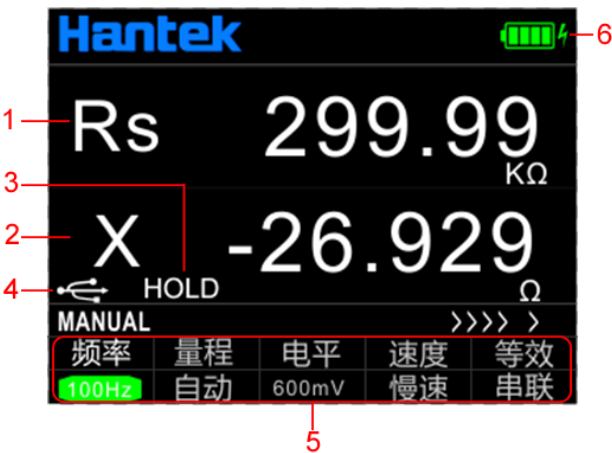 Hantek
6
1
Rs
299.99
KΩ
3
2
X
-26.929
Ω
4
HOLD
MANUAL
>>>> >
频率 量程 电平 速度 等效
100Hz 自动 600mV 慢速 串联
5